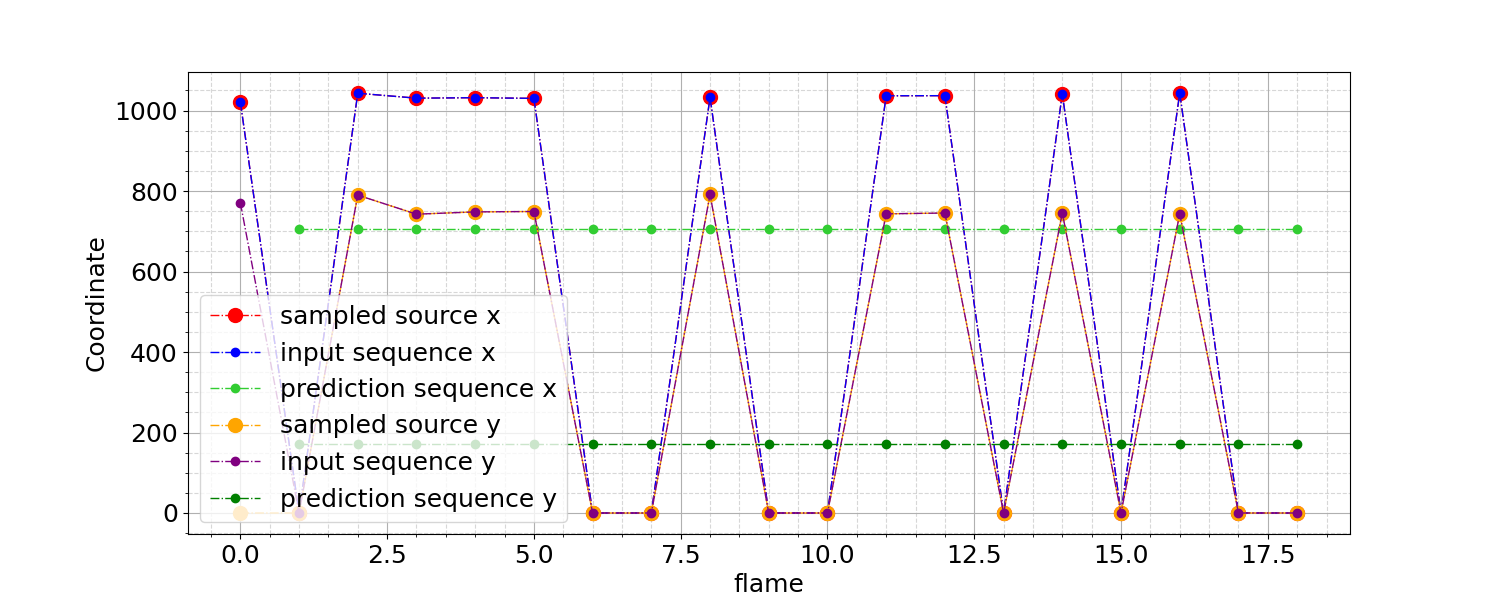 1000
800
600
400
200
0
Coordinate
sampled source x
input sequence x
prediction sequence x
sampled source y
input sequence y
prediction sequence y
0.0 2.5 5.0 7.5 10.0 12.5 15.0 17.5
flame